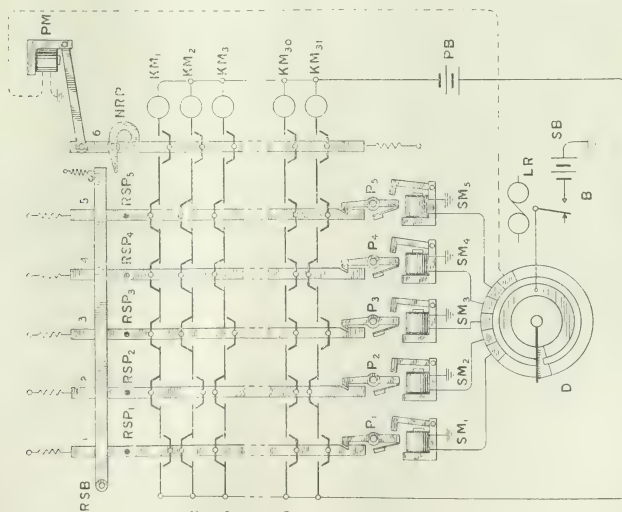 PM
6
NRP
KM₁
KM₂
KM₃
KM₃₀
KM₃₁
PB
5
RSP₅
4
RSP₄
3
RSP₃
2
RSP₂
1
RSP₁
RSB
P₅
P₄
P₃
P₂
P₁
SM₅
SM₄
SM₃
SM₂
SM₁
LR
SB
B
D